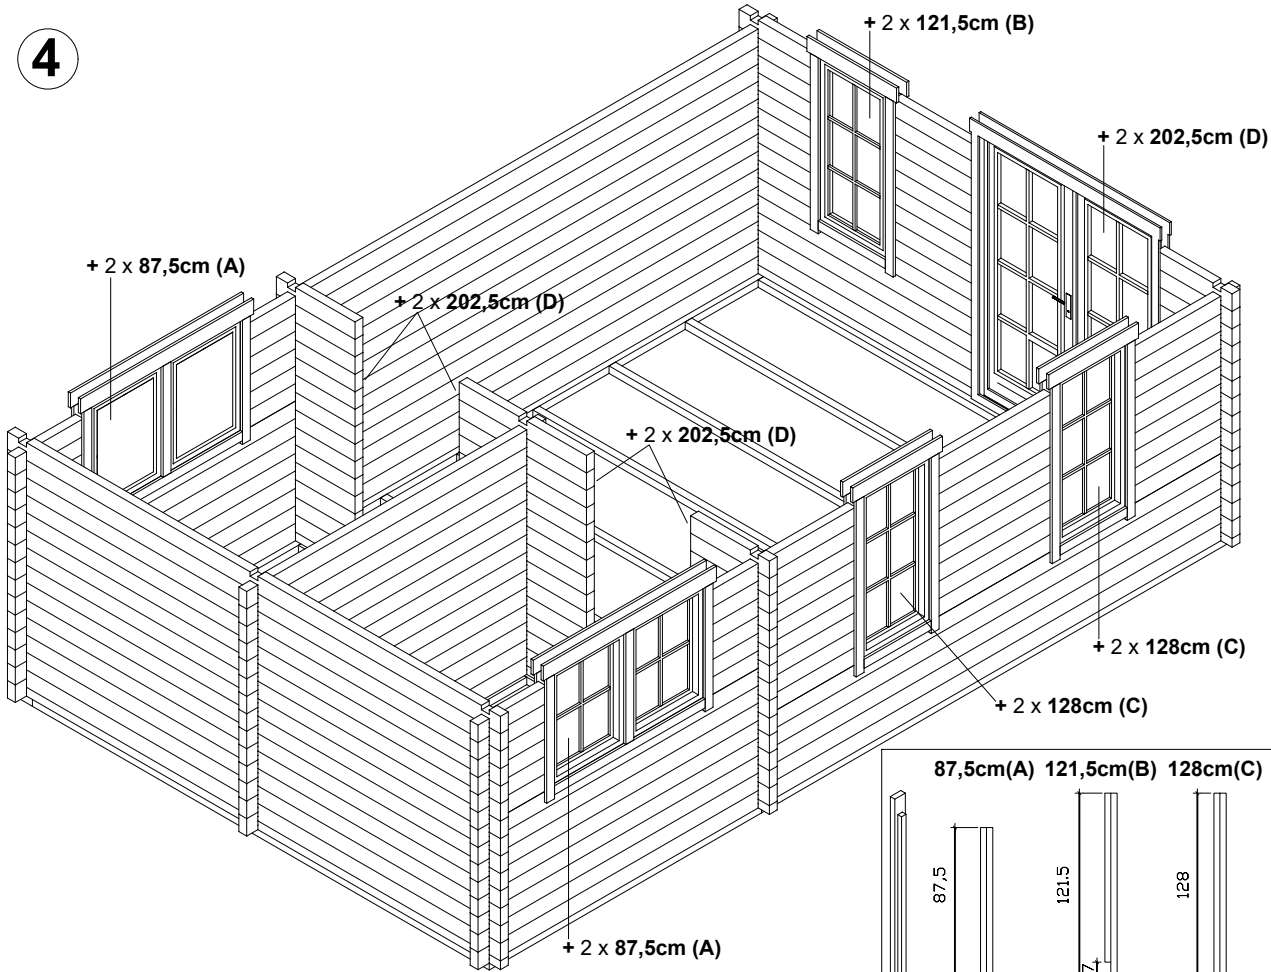 4
+ 2 x 121,5cm (B)
+ 2 x 202,5cm (D)
+ 2 x 87,5cm (A)
+ 2 x 202,5cm (D)
+ 2 x 202,5cm (D)
+ 2 x 128cm (C)
+ 2 x 128cm (C)
+ 2 x 87,5cm (A)
87,5cm(A) 121,5cm(B) 128cm(C)
87,5
121.5
128